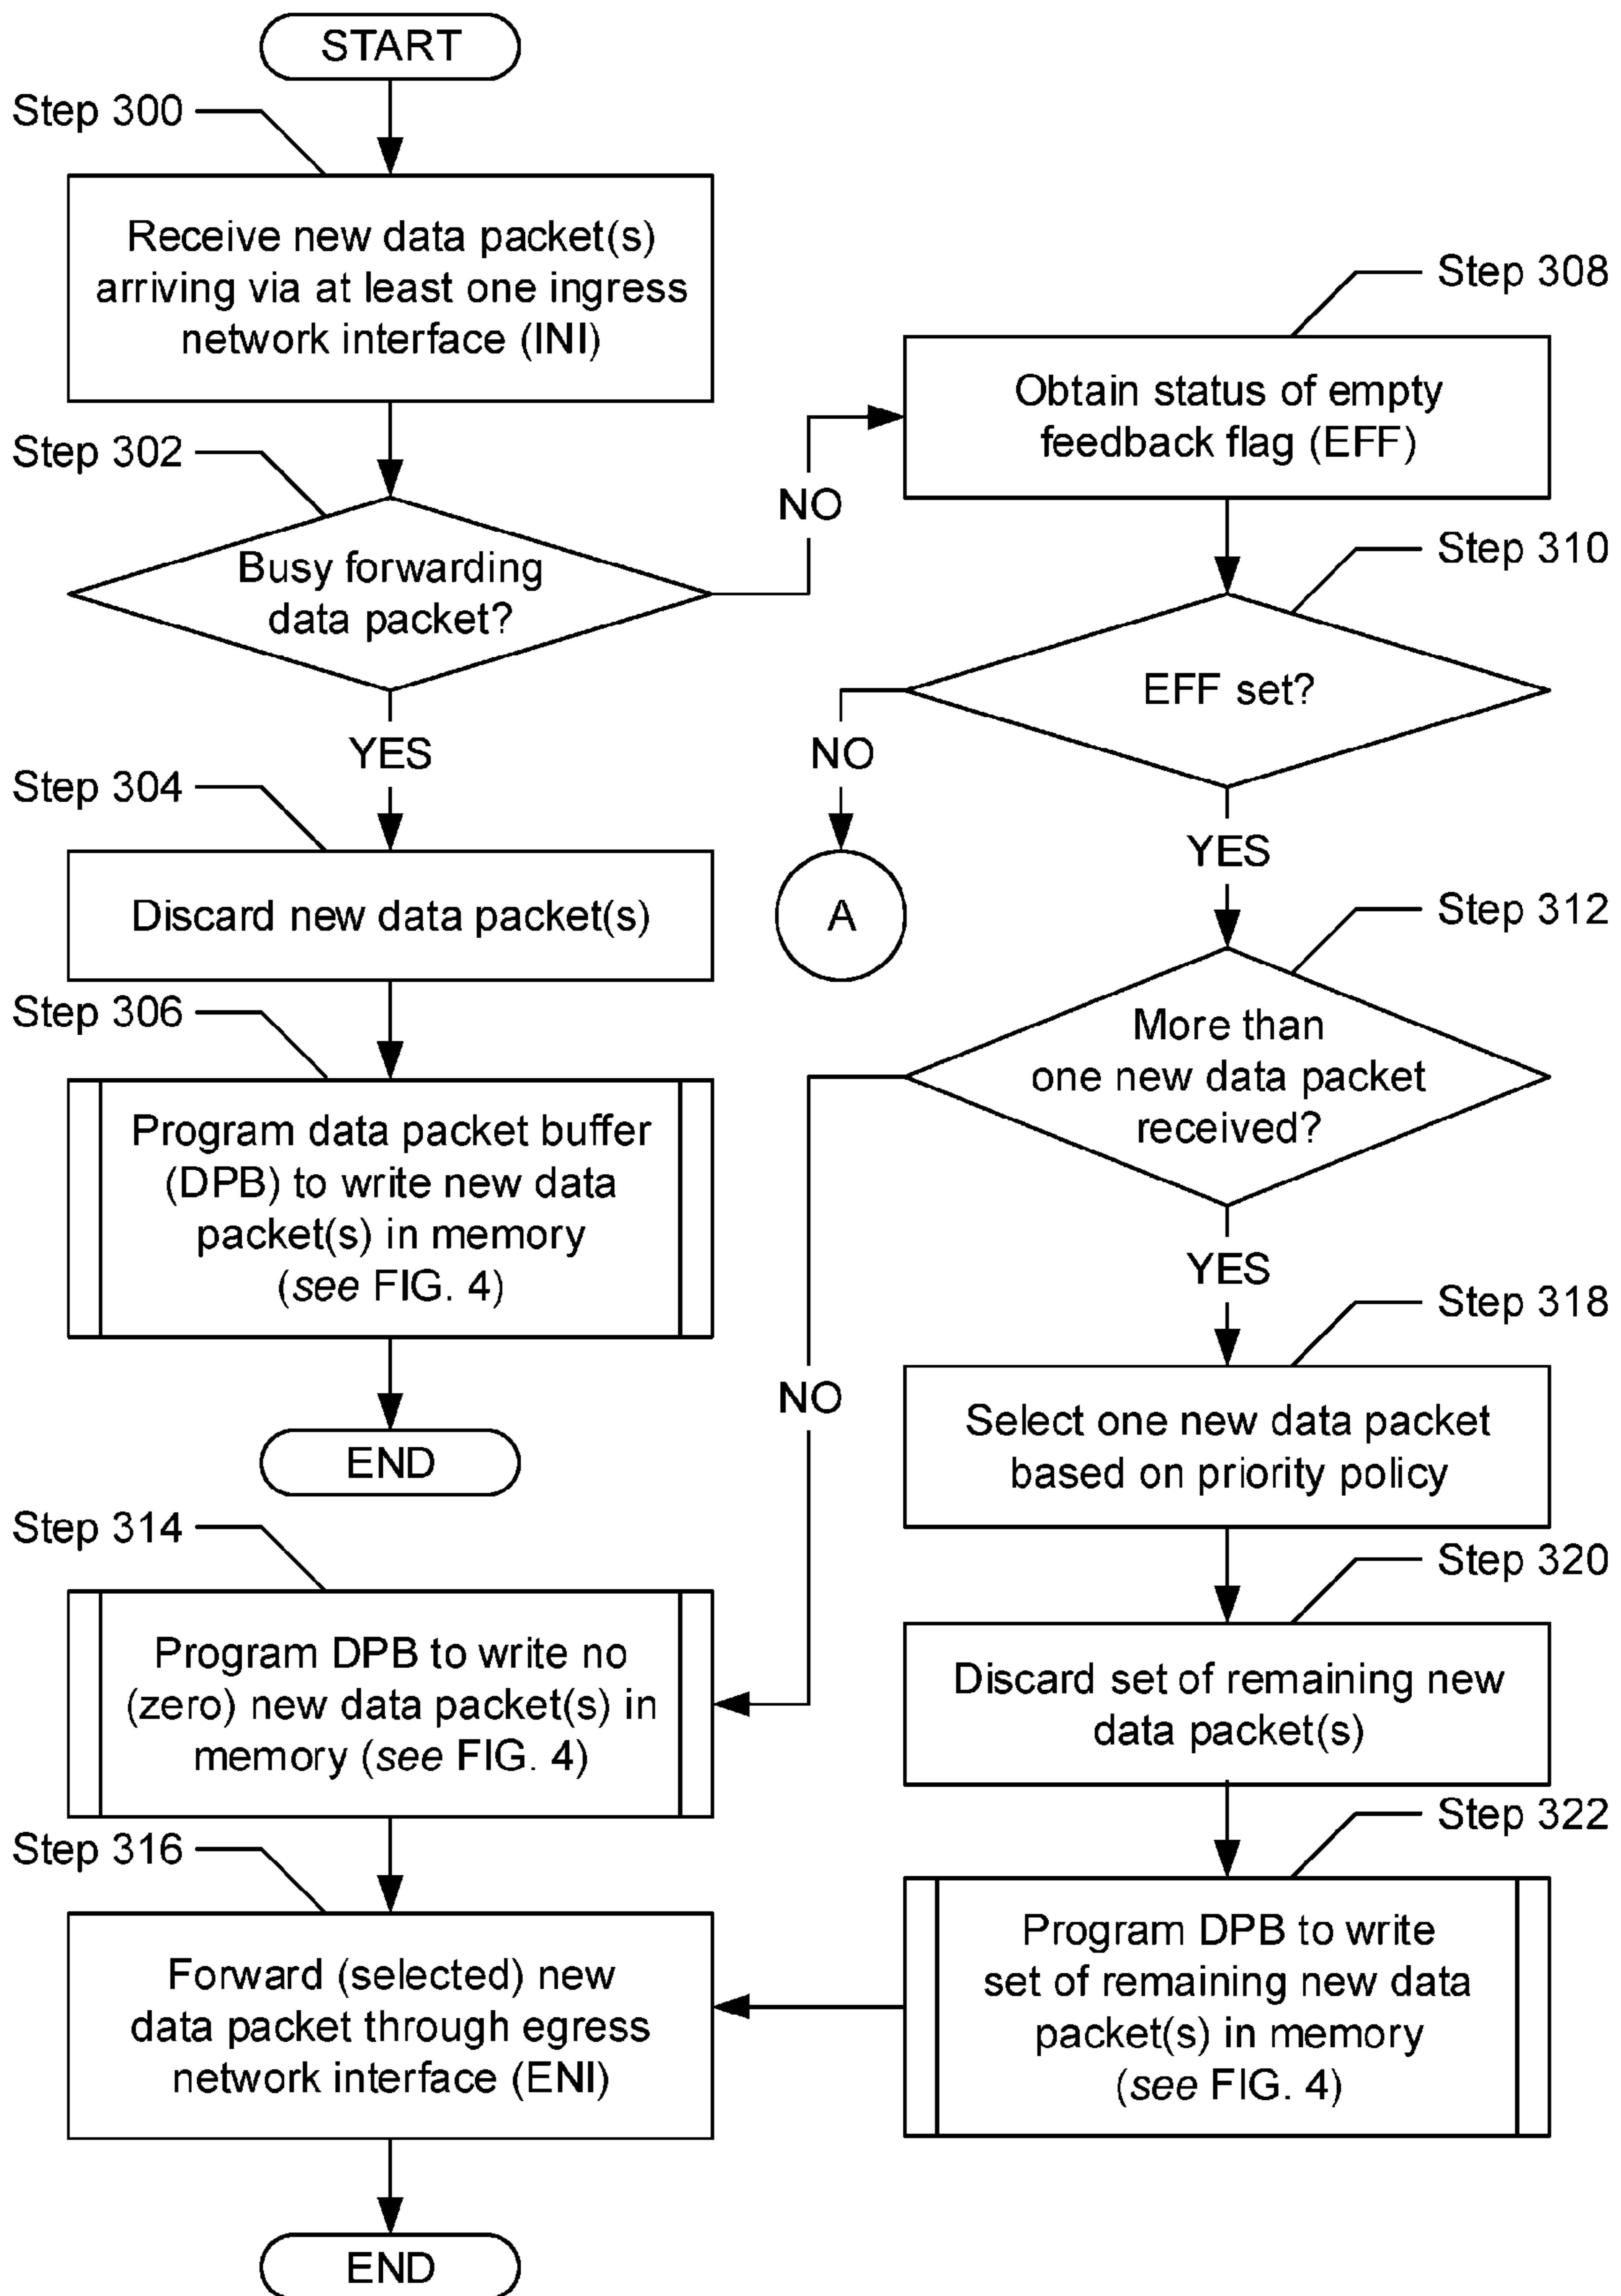 START
Step 300
Receive new data packet(s)
arriving via at least one ingress
network interface (INI)
Step 302
Busy forwarding
data packet?
NO
YES
Step 304
Discard new data packet(s)
Step 306
Program data packet buffer
(DPB) to write new data
packet(s) in memory
(see FIG. 4)
END
Step 308
Obtain status of empty
feedback flag (EFF)
Step 310
EFF set?
NO
A
YES
Step 312
More than
one new data packet
received?
NO
YES
Step 314
Program DPB to write no
(zero) new data packet(s) in
memory (see FIG. 4)
Step 316
Forward (selected) new
data packet through egress
network interface (ENI)
END
Step 318
Select one new data packet
based on priority policy
Step 320
Discard set of remaining new
data packet(s)
Step 322
Program DPB to write
set of remaining new data
packet(s) in memory
(see FIG. 4)